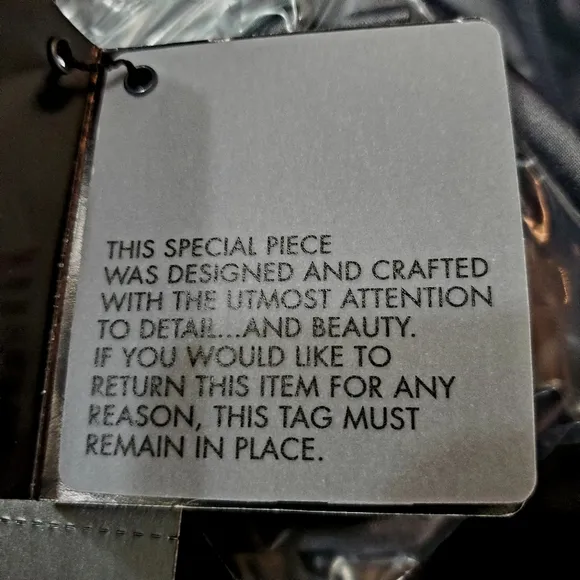 THIS SPECIAL PIECE
WAS DESIGNED AND CRAFTED
WITH THE UTMOST ATTENTION
TO DETAIL...AND BEAUTY.
IF YOU WOULD LIKE TO
RETURN THIS ITEM FOR ANY
REASON, THIS TAG MUST
REMAIN IN PLACE.